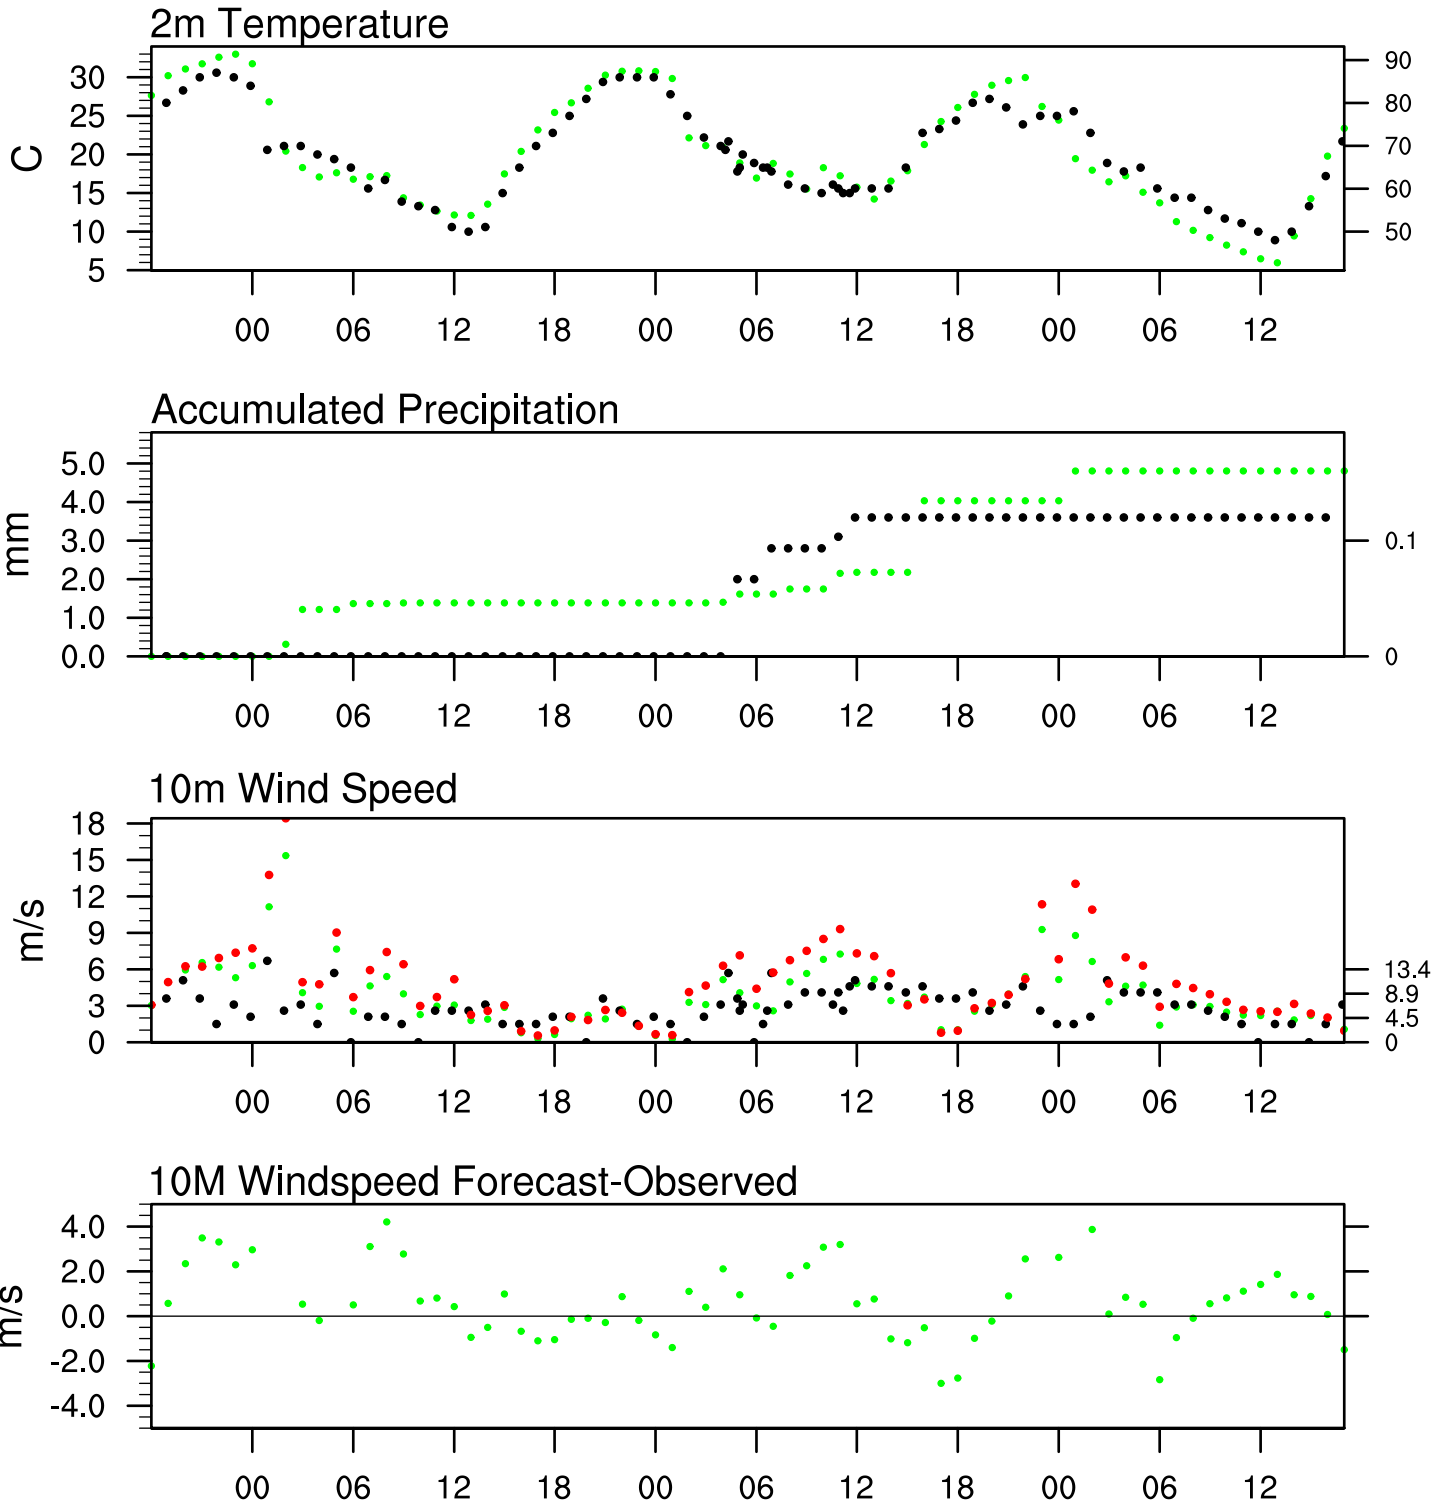 2m Temperature
C
30
25
20
15
10
5
90
80
70
60
50
00 06 12 18 00 06 12 18 00 06 12
Accumulated Precipitation
mm
5.0
4.0
3.0
2.0
1.0
0.0
0.1
0
00 06 12 18 00 06 12 18 00 06 12
10m Wind Speed
m/s
18
15
12
9
6
3
0
13.4
8.9
4.5
0
00 06 12 18 00 06 12 18 00 06 12
10M Windspeed Forecast-Observed
m/s
4.0
2.0
0.0
-2.0
-4.0
00 06 12 18 00 06 12 18 00 06 12